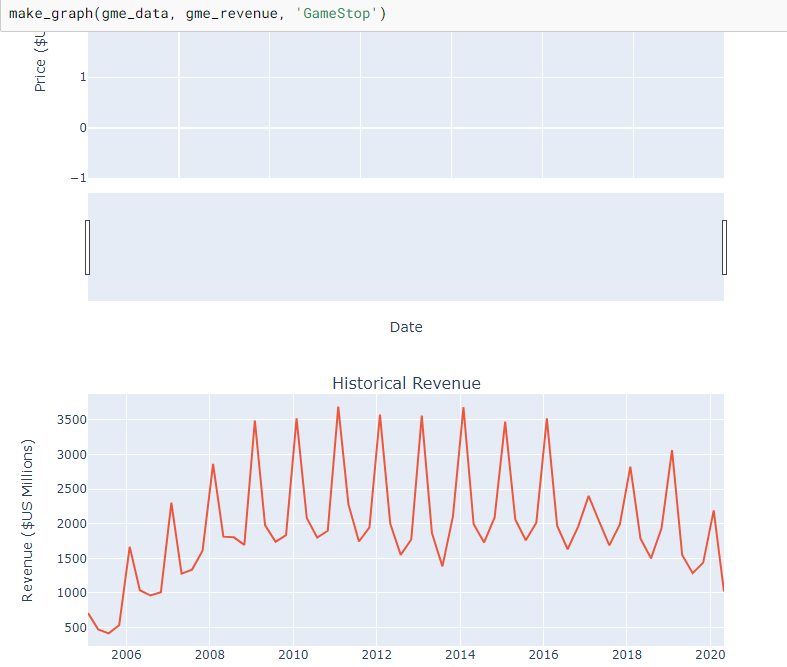 make_graph(gme_data, gme_revenue, 'GameStop')
Price ($U
1
0
−1
Date
Historical Revenue
Revenue ($US Millions)
3500
3000
2500
2000
1500
1000
500
2006 2008 2010 2012 2014 2016 2018 2020